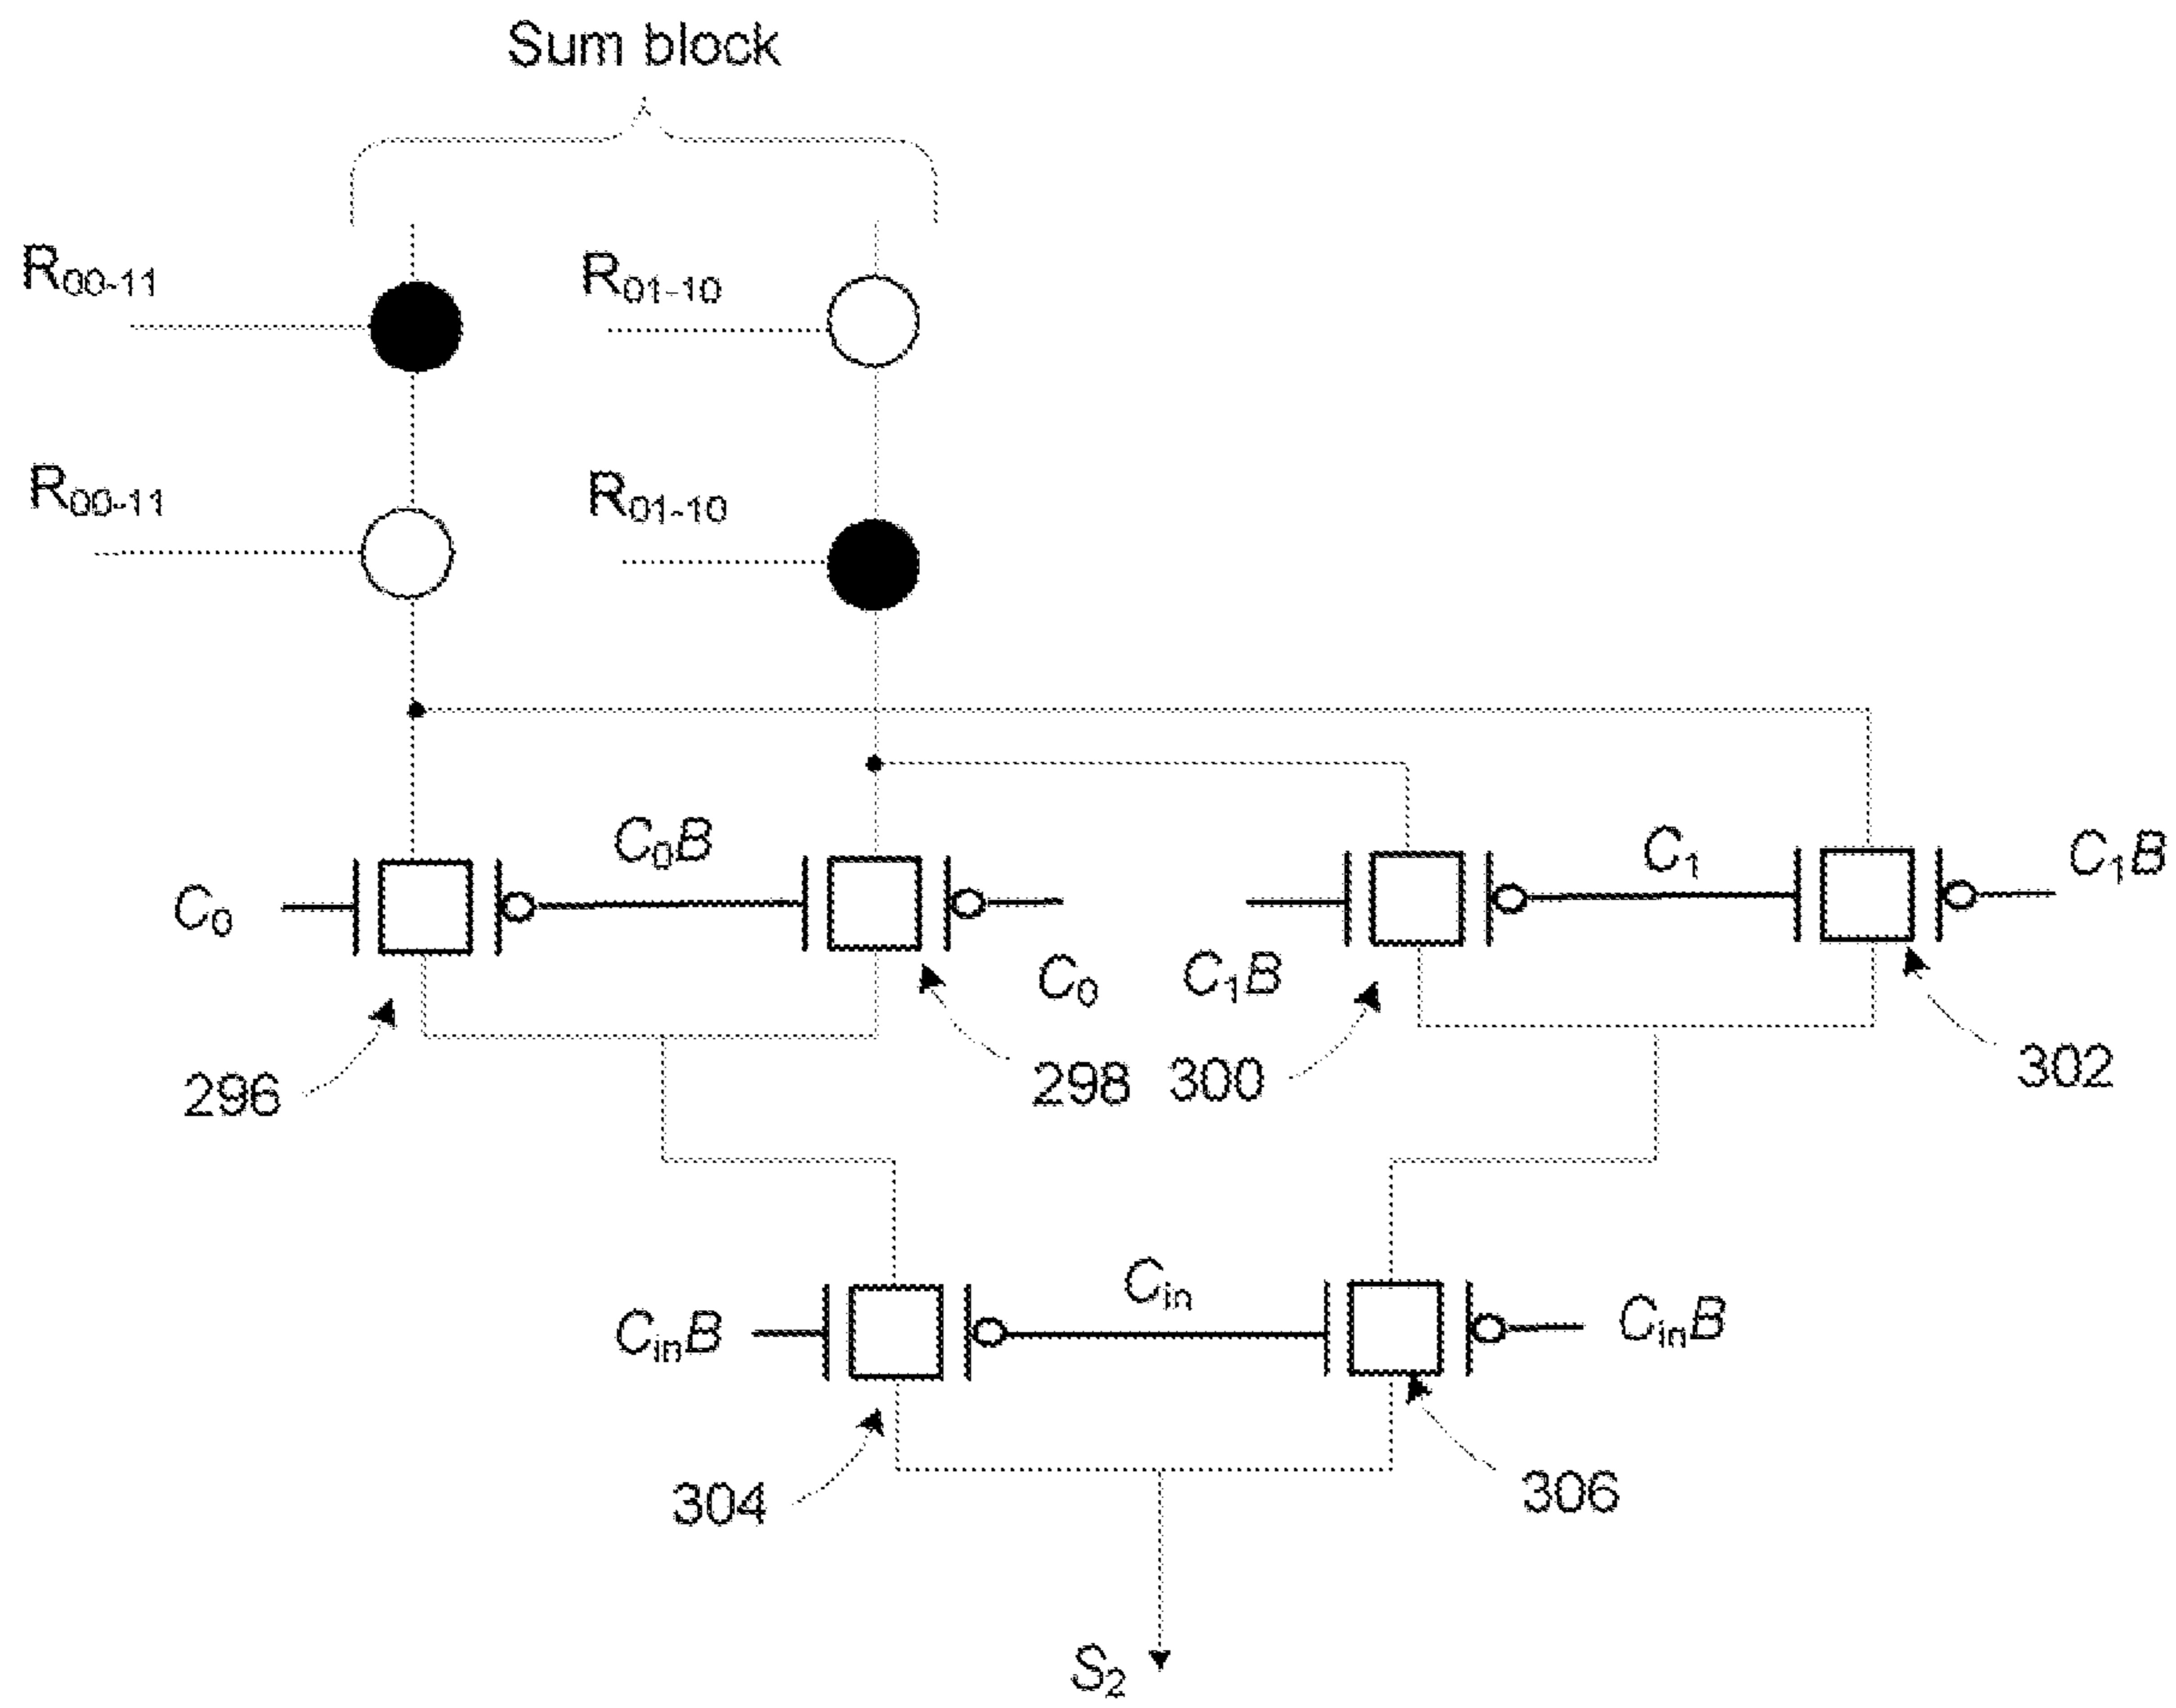 Sum block
R00-11
R01-10
R00-11
R01-10
C0
C0B
C0
C1B
C1
C1B
296
298
300
302
CinB
Cin
CinB
304
306
S2